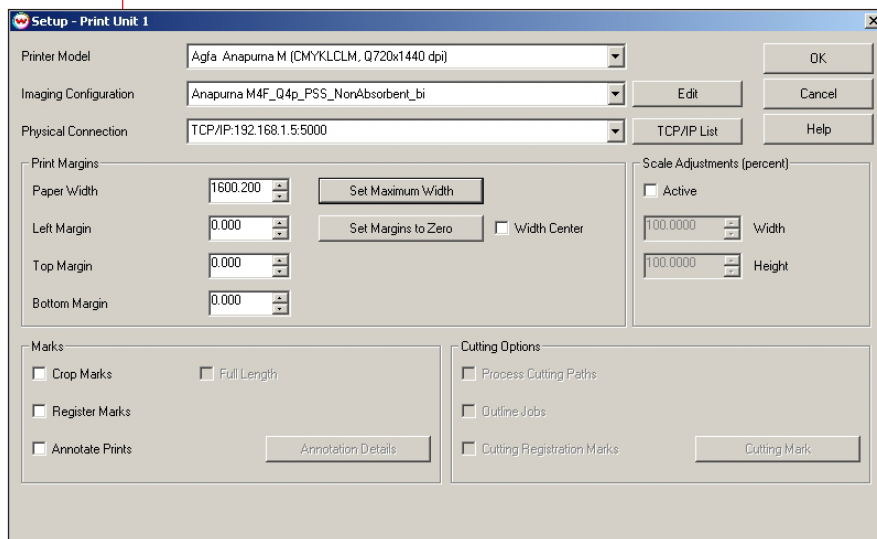 Setup - Print Unit 1
Printer Model
Agfa Anapurna M (CMYKLCLM, Q720x1440 dpi)
OK
Imaging Configuration
Anapurna M4F_Q4p_PSS_NonAbsorbent_bi
Edit
Cancel
Physical Connection
TCP/IP:192.168.1.5:5000
TCP/IP List
Help
Print Margins
Paper Width
1600.200
Set Maximum Width
Left Margin
0.000
Set Margins to Zero
Width Center
Top Margin
0.000
Bottom Margin
0.000
Scale Adjustments (percent)
Active
100.0000
Width
100.0000
Height
Marks
Crop Marks
Full Length
Register Marks
Annotate Prints
Annotation Details
Cutting Options
Process Cutting Paths
Outline Jobs
Cutting Registration Marks
Cutting Mark